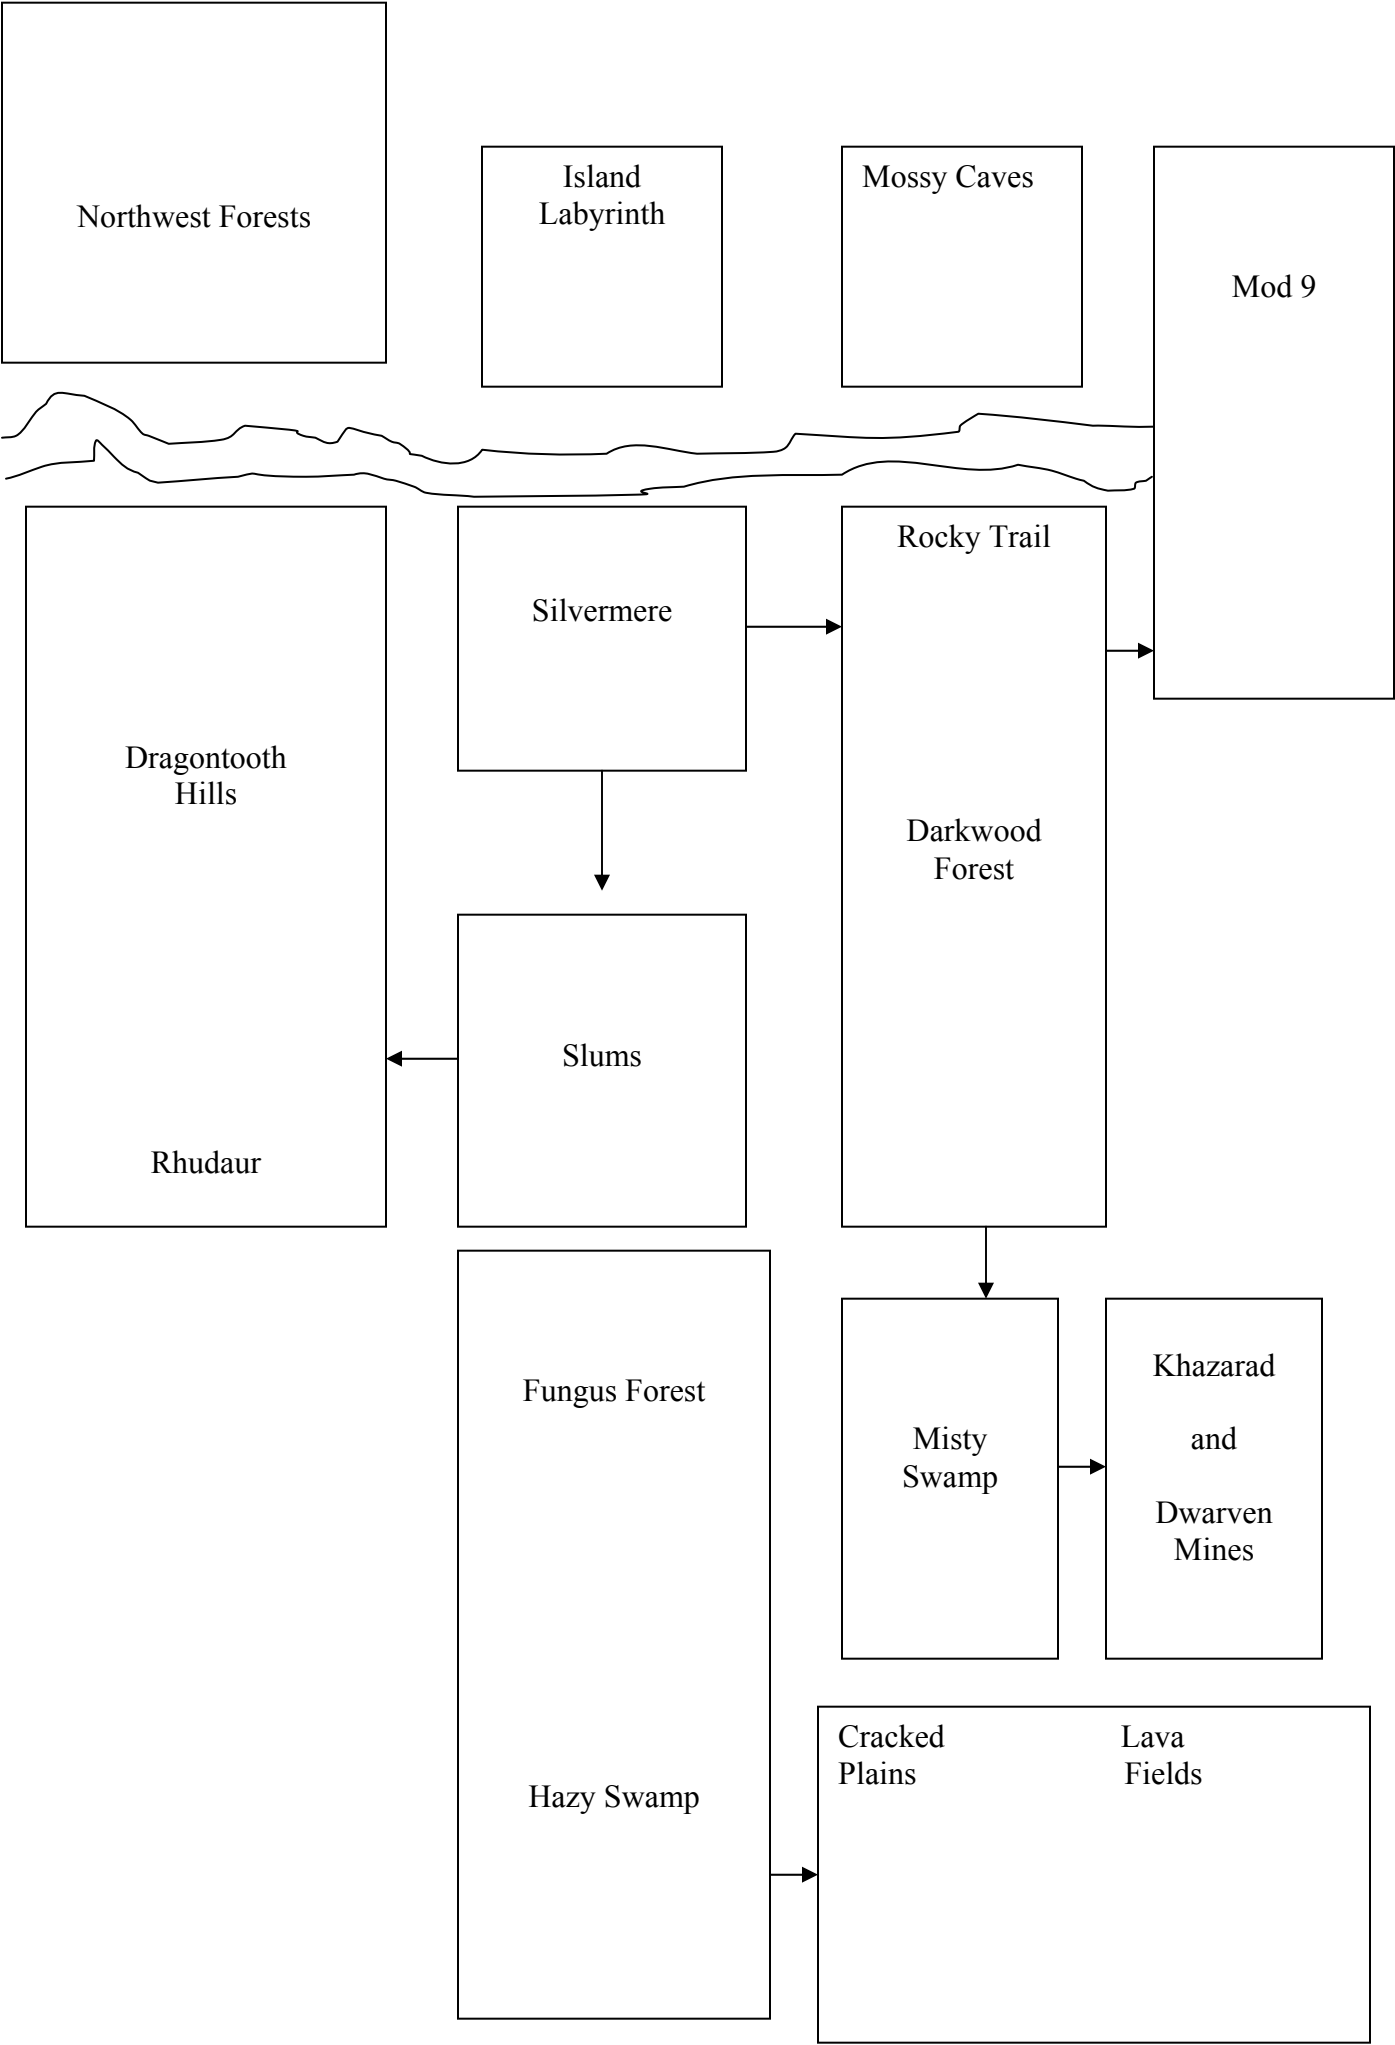 Northwest Forests
Island
Labyrinth
Mossy Caves
Mod 9
Rocky Trail
Silvermere
Dragontooth
Hills
Darkwood
Forest
Slums
Rhudaur
Fungus Forest
Misty
Swamp
Khazarad
and
Dwarven
Mines
Cracked
Plains
Lava
Fields
Hazy Swamp